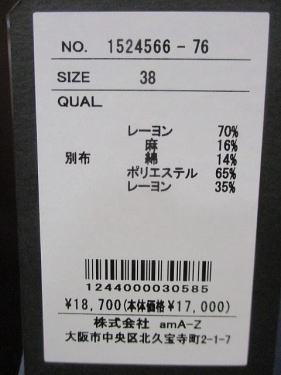 NO. 1524566-76
SIZE 38
QUAL
レーヨン 70%
麻 16%
別布 綿 14%
ポリエステル 65%
レーヨン 35%
1244000030585
¥18,700(本体価格¥17,000)
株式会社 amA-Z
大阪市中央区北久宝寺町2-1-7